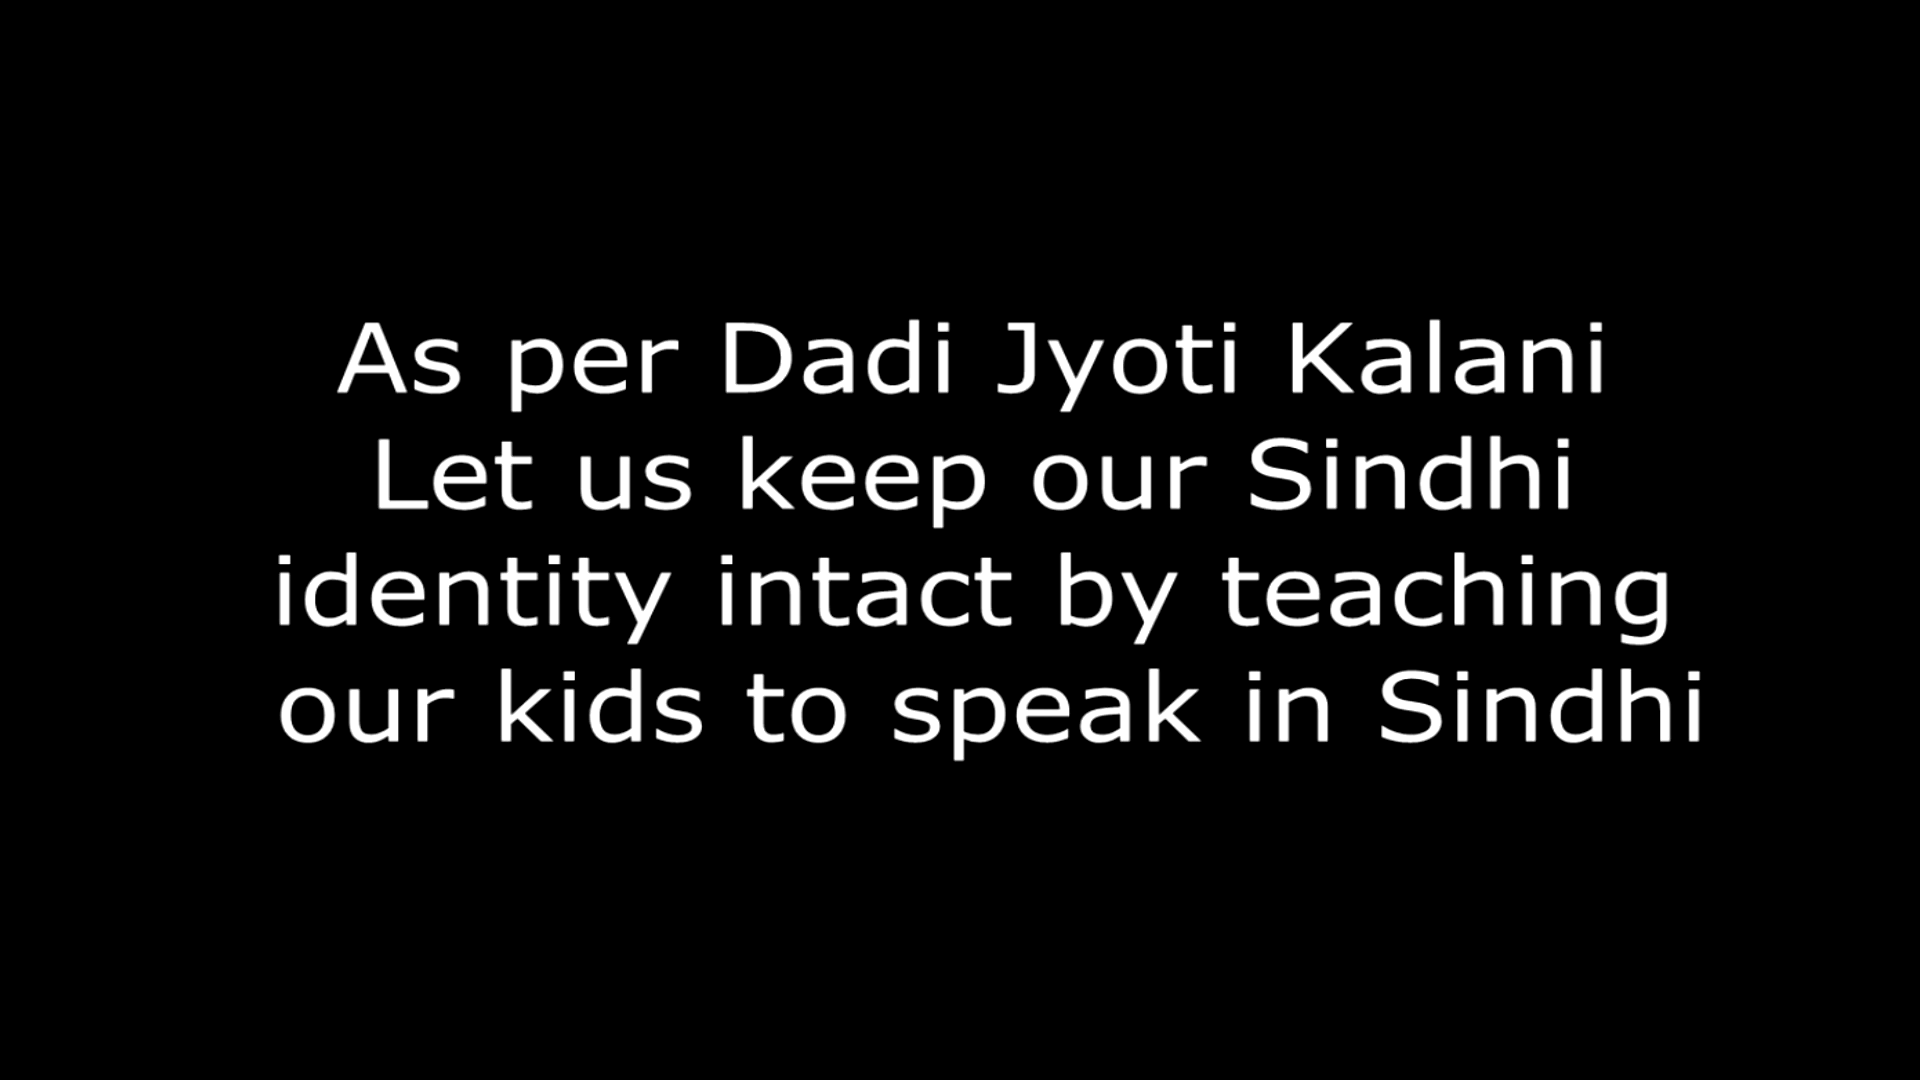 As per Dadi Jyoti Kalani
Let us keep our Sindhi
identity intact by teaching
our kids to speak in Sindhi